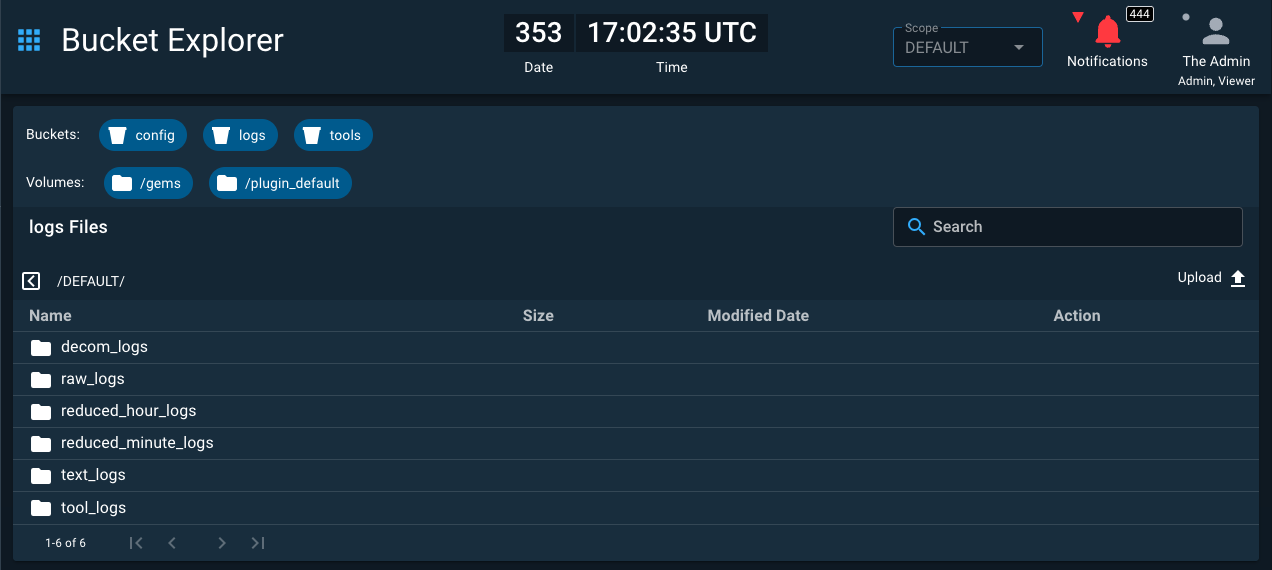 Bucket Explorer
353 17:02:35 UTC
Date Time
Scope
DEFAULT
444
Notifications
The Admin
Admin, Viewer
Buckets: config logs tools
Volumes: /gems /plugin_default
logs Files
Search
/DEFAULT/
Upload
Name Size Modified Date Action
decom_logs
raw_logs
reduced_hour_logs
reduced_minute_logs
text_logs
tool_logs
1-6 of 6